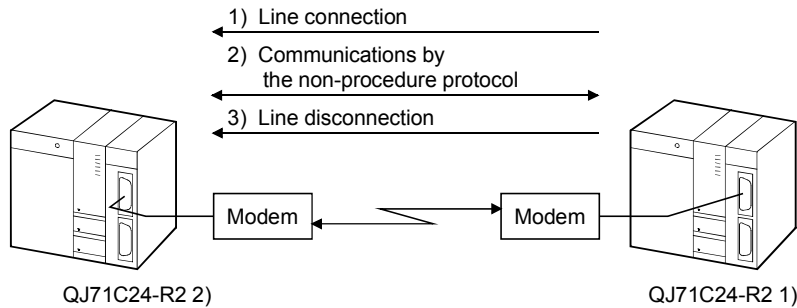 1) Line connection
2) Communications by
the non-procedure protocol
3) Line disconnection
Modem
Modem
QJ71C24-R2 2)
QJ71C24-R2 1)